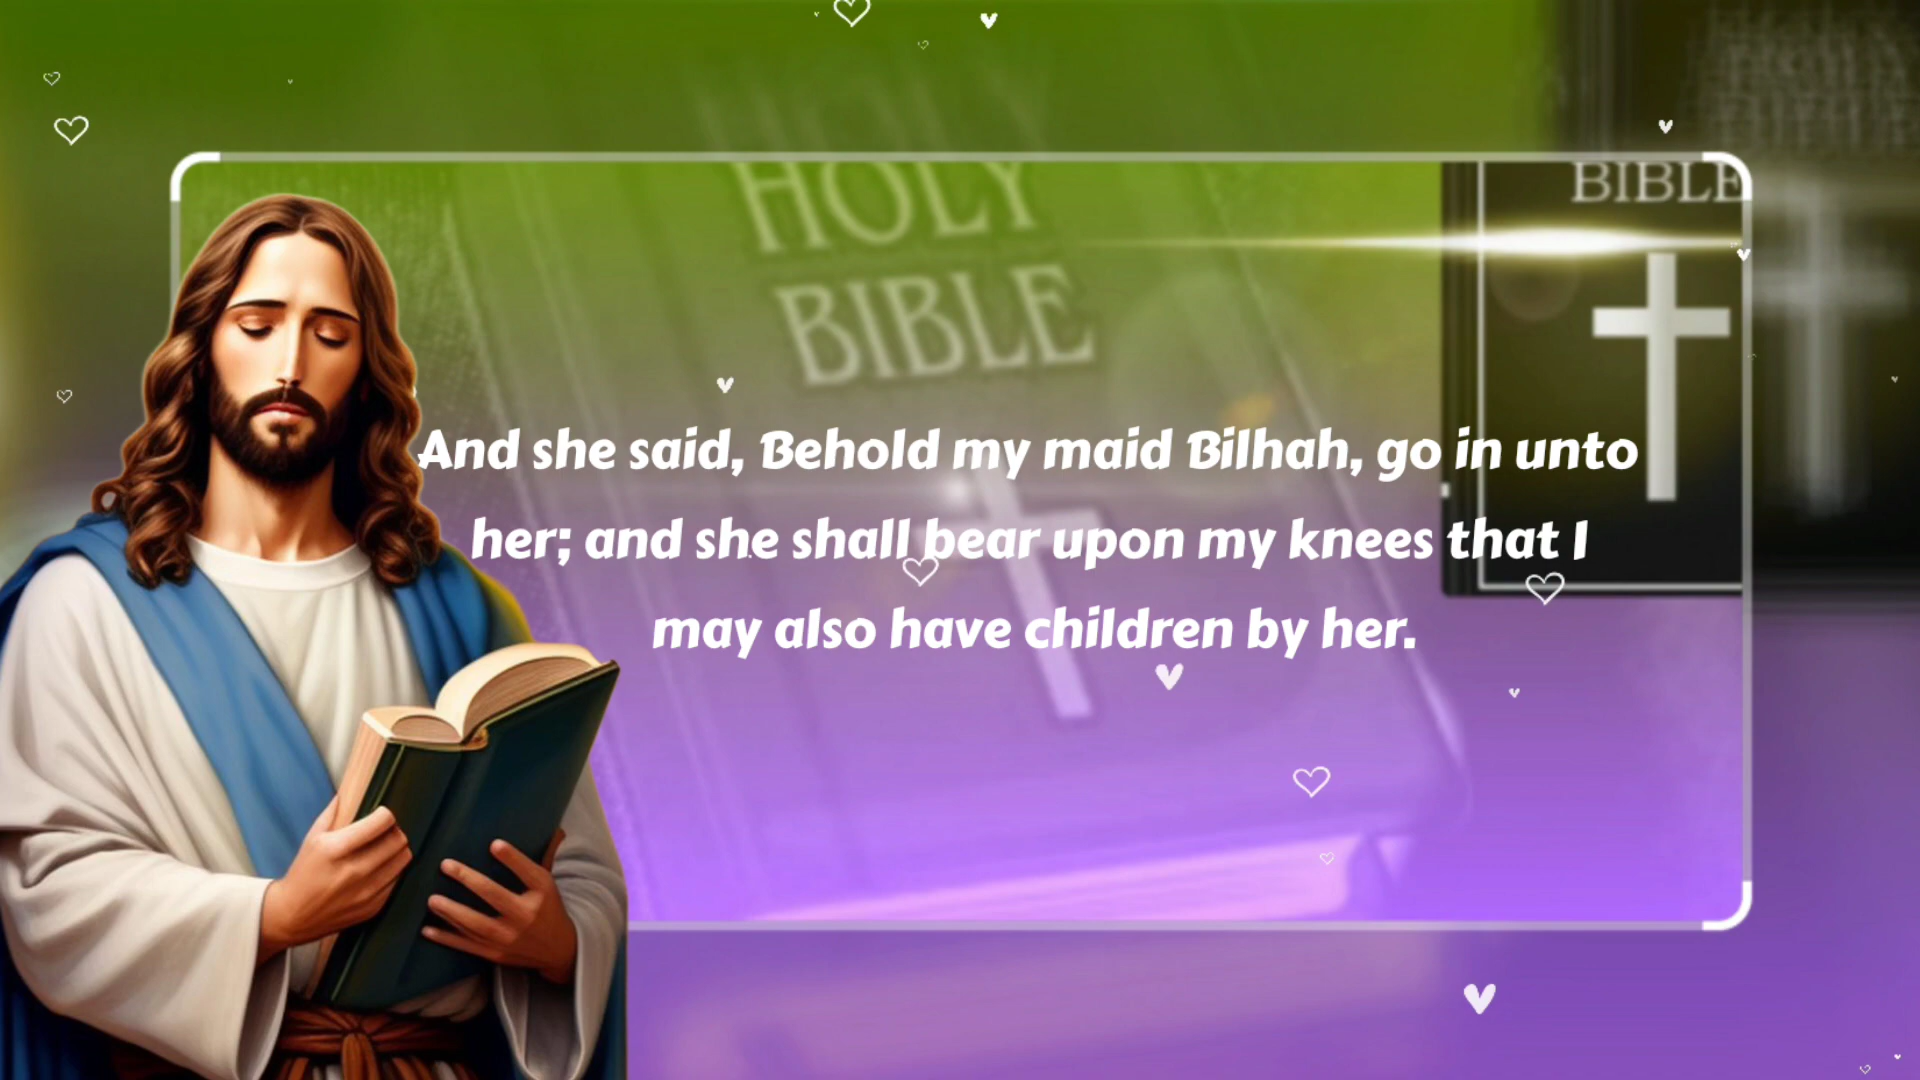 HOLY
BIBLE
BIBLE
And she said, Behold my maid Bilhah, go in unto
her; and she shall bear upon my knees that I
may also have children by her.